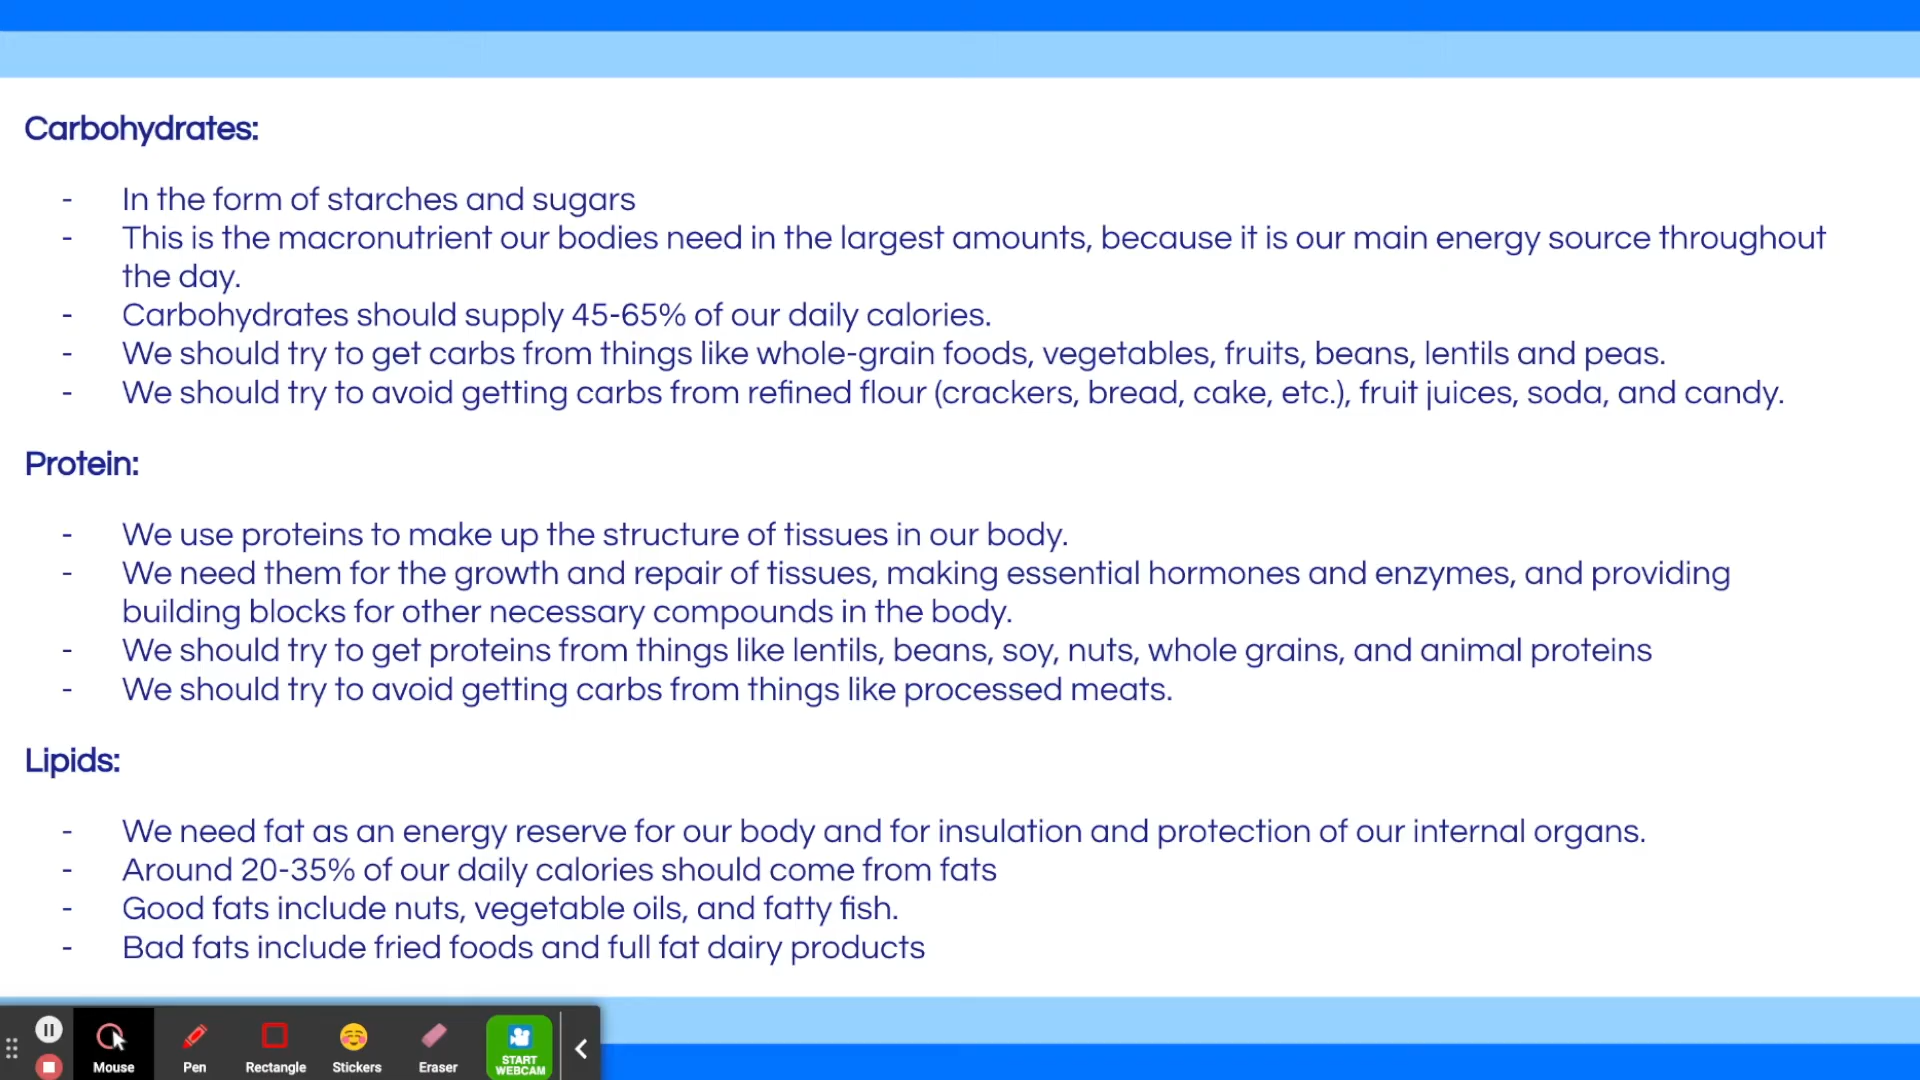 Carbohydrates:
- In the form of starches and sugars
- This is the macronutrient our bodies need in the largest amounts, because it is our main energy source throughout
the day.
- Carbohydrates should supply 45-65% of our daily calories.
- We should try to get carbs from things like whole-grain foods, vegetables, fruits, beans, lentils and peas.
- We should try to avoid getting carbs from refined flour (crackers, bread, cake, etc.), fruit juices, soda, and candy.
Protein:
- We use proteins to make up the structure of tissues in our body.
- We need them for the growth and repair of tissues, making essential hormones and enzymes, and providing
building blocks for other necessary compounds in the body.
- We should try to get proteins from things like lentils, beans, soy, nuts, whole grains, and animal proteins
- We should try to avoid getting carbs from things like processed meats.
Lipids:
- We need fat as an energy reserve for our body and for insulation and protection of our internal organs.
- Around 20-35% of our daily calories should come from fats
- Good fats include nuts, vegetable oils, and fatty fish.
- Bad fats include fried foods and full fat dairy products
Mouse Pen Rectangle Stickers Eraser START
WEBCAM